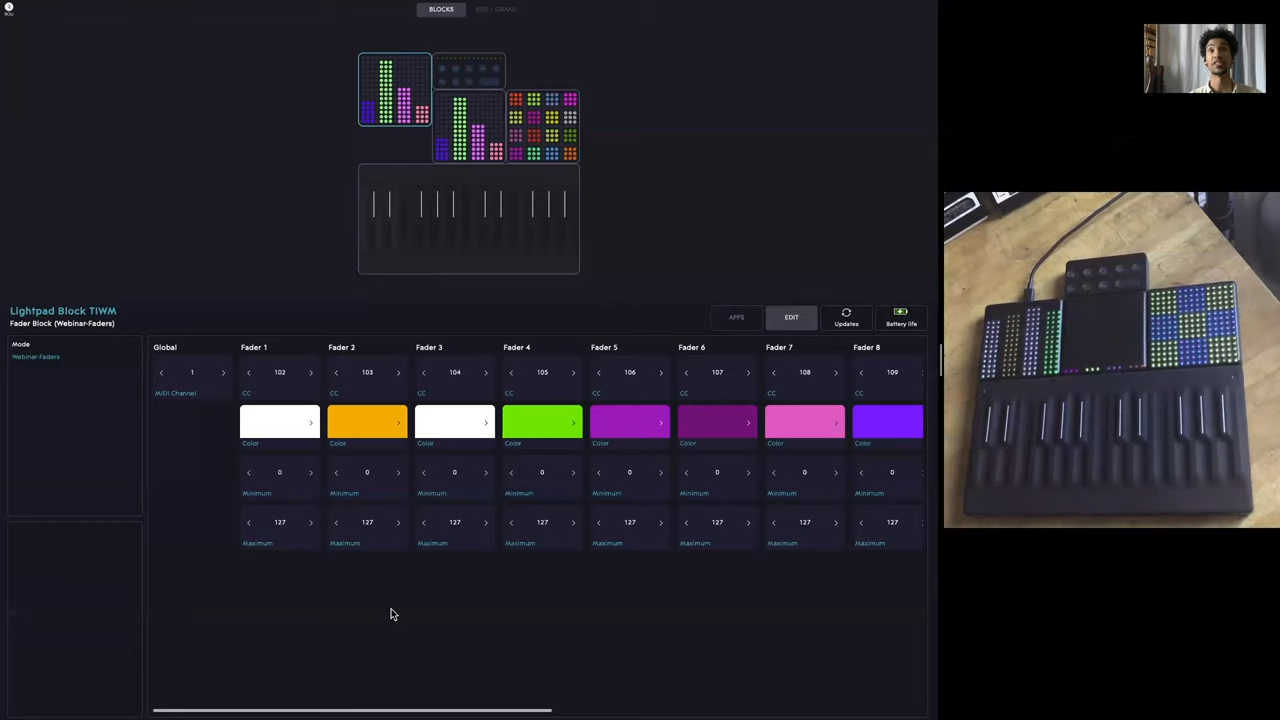 ROLI
BLOCKS
RISE | GRAND
Lightpad Block TIWM
Fader Block (Webinar-Faders)
APPS
EDIT
Updates
Battery life
Mode
Webinar-Faders
Global
Fader 1
Fader 2
Fader 3
Fader 4
Fader 5
Fader 6
Fader 7
Fader 8
1
102
103
104
105
106
107
108
109
MIDI Channel
CC
CC
CC
CC
CC
CC
CC
CC
Color
Color
Color
Color
Color
Color
Color
Color
0
0
0
0
0
0
0
0
Minimum
Minimum
Minimum
Minimum
Minimum
Minimum
Minimum
Minimum
127
127
127
127
127
127
127
127
Maximum
Maximum
Maximum
Maximum
Maximum
Maximum
Maximum
Maximum